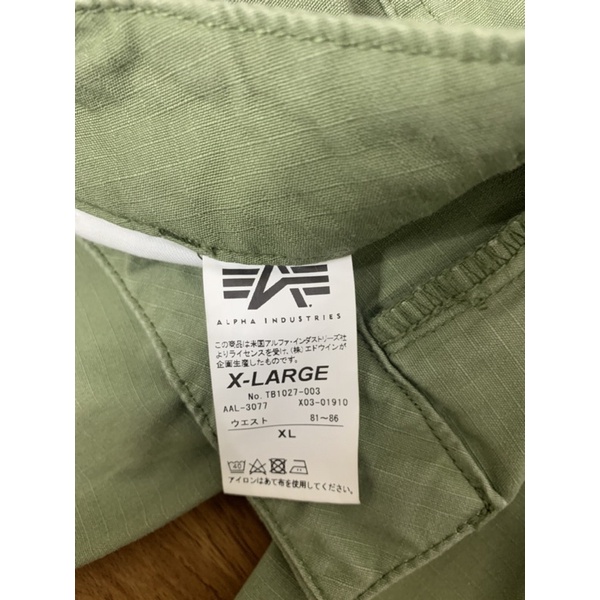 ALPHA INDUSTRIES
この商品は米国アルファ・インダストリーズ社
よりライセンスを受け、(株)エドウインが
企画生産したものです。
X-LARGE
No. TB1027-003
AAL-3077 X03-01910
ウエスト 81~86
XL
40
アイロンはあて布を使用してください。